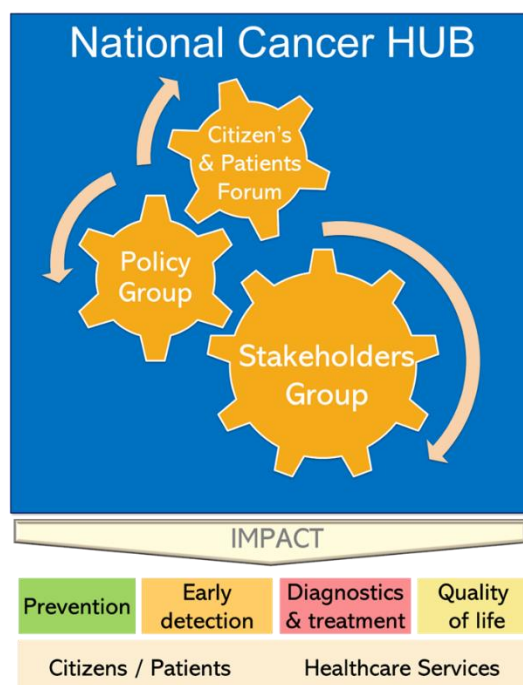 National Cancer HUB
Citizen's
& Patients
Forum
Policy
Group
Stakeholders
Group
IMPACT
Prevention
Early
detection
Diagnostics
& treatment
Quality
of life
Citizens / Patients
Healthcare Services